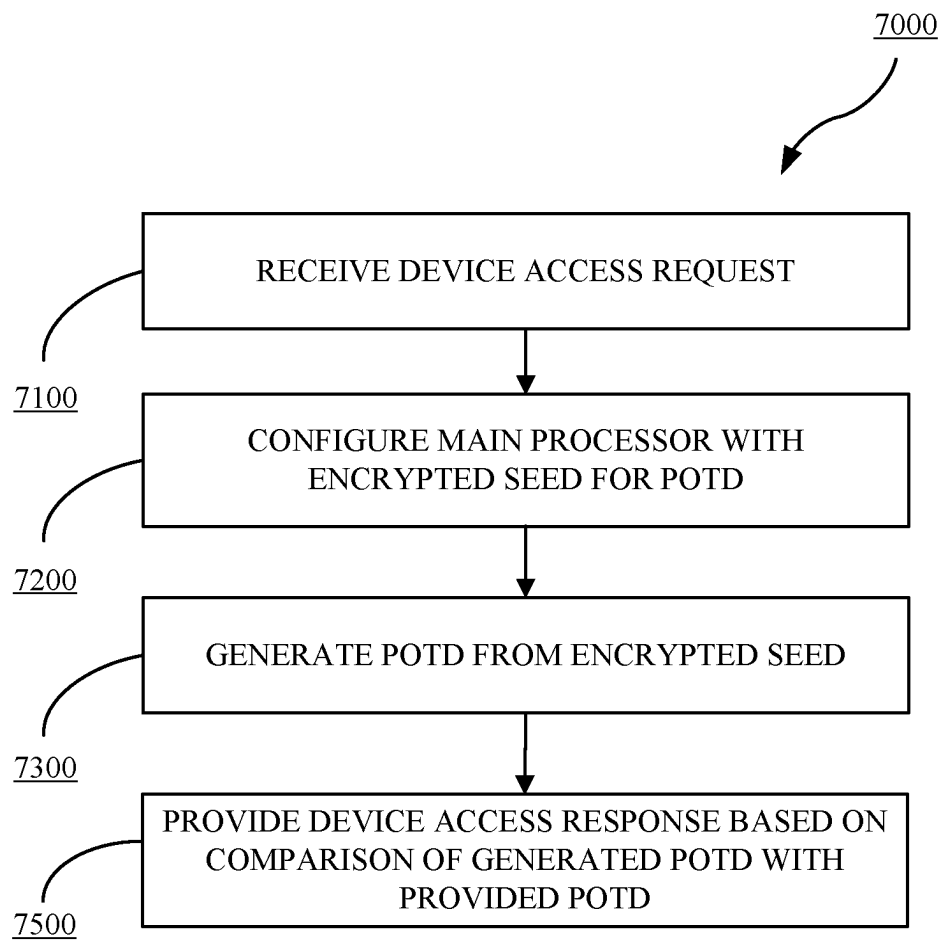 7000
RECEIVE DEVICE ACCESS REQUEST
7100
CONFIGURE MAIN PROCESSOR WITH
ENCRYPTED SEED FOR POTD
7200
GENERATE POTD FROM ENCRYPTED SEED
7300
PROVIDE DEVICE ACCESS RESPONSE BASED ON
COMPARISON OF GENERATED POTD WITH
PROVIDED POTD
7500